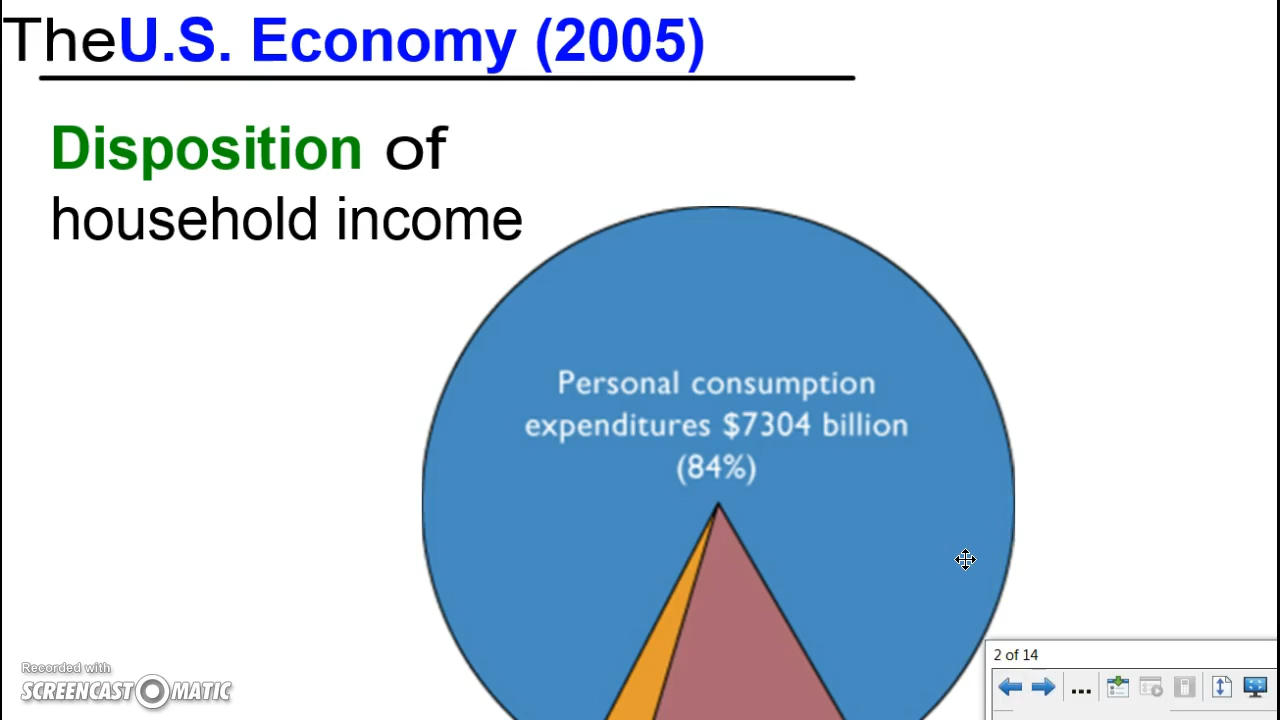 TheU.S. Economy (2005)
Disposition of
household income
Personal consumption
expenditures $7304 billion
(84%)
2 of 14
...
Recorded with
SCREENCAST MATIC